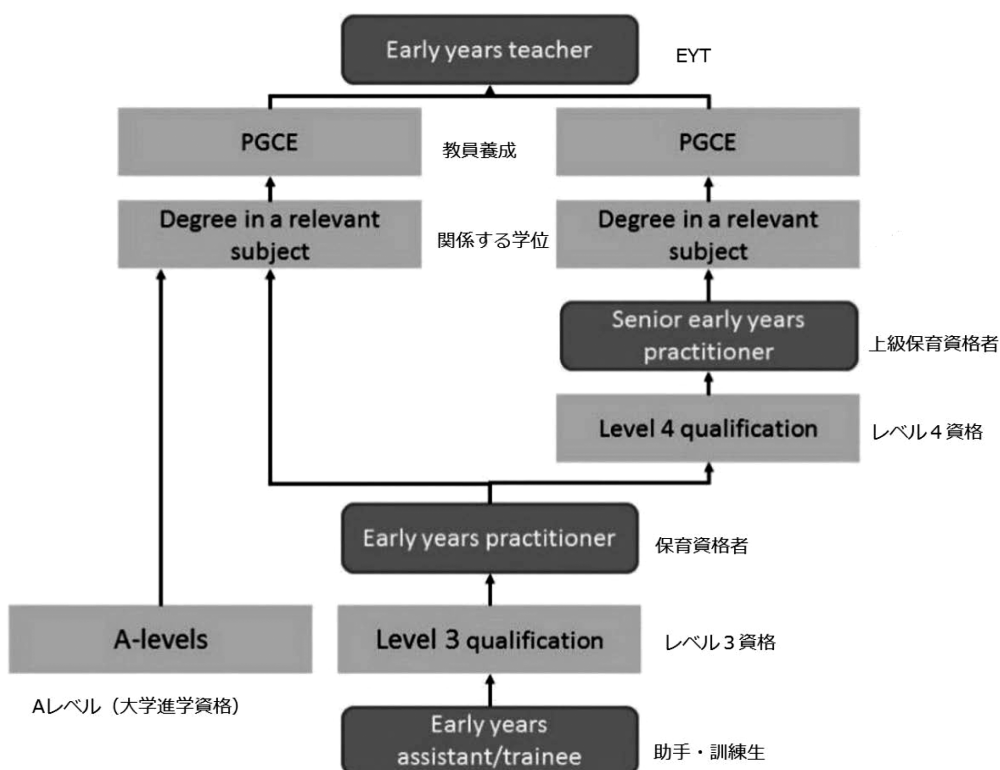 Early years teacher
EYT
PGCE
教員養成
PGCE
Degree in a relevant
subject
関係する学位
Degree in a relevant
subject
Senior early years
practitioner
上級保育資格者
Level 4 qualification
レベル４資格
Early years practitioner
保育資格者
A-levels
Level 3 qualification
レベル３資格
Aレベル（大学進学資格）
Early years
assistant/trainee
助手・訓練生